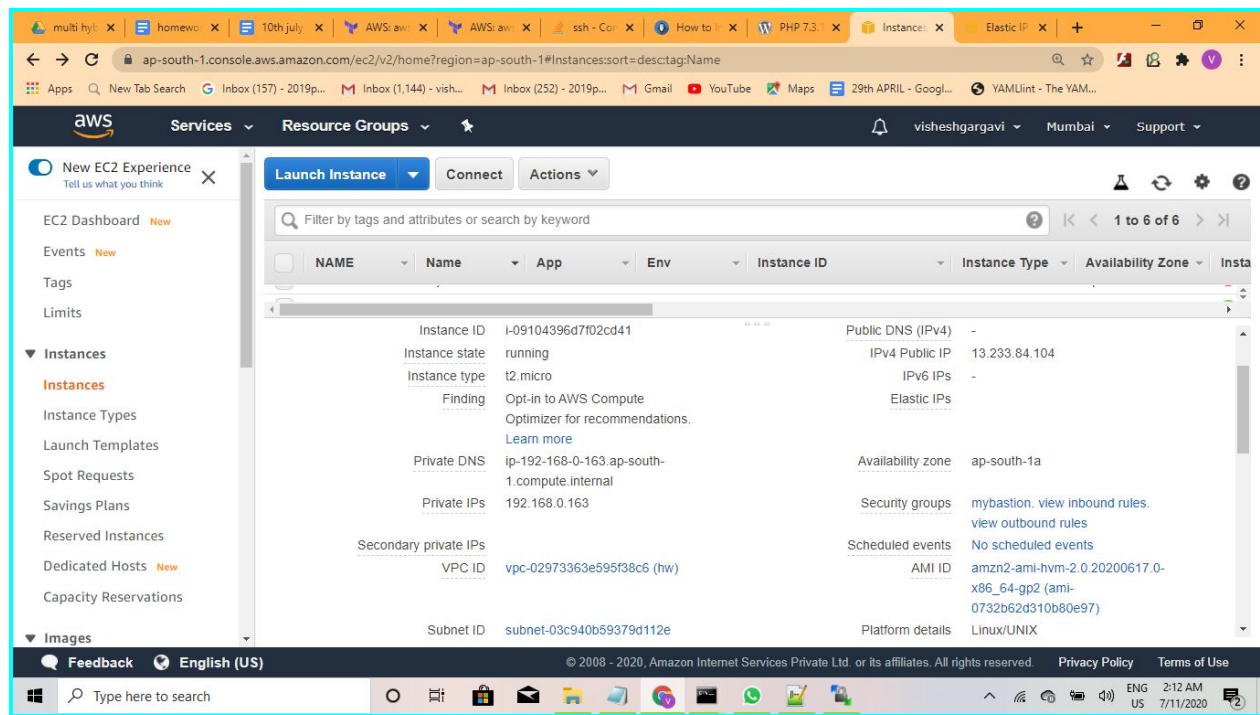 multi hyb
homewor
10th july
AWS: aws
AWS: aws
ssh - Con
How to In
PHP 7.3.1
Instances
Elastic IP
ap-south-1.console.aws.amazon.com/ec2/v2/home?region=ap-south-1#Instances:sort=desc:tag:Name
Apps New Tab Search Inbox (157) - 2019p... Inbox (1,144) - vish... Inbox (252) - 2019p... Gmail YouTube Maps 29th APRIL - Googl... YAMLlint - The YAM...
aws Services Resource Groups visheshgargavi Mumbai Support
New EC2 Experience
Tell us what you think
EC2 Dashboard New
Events New
Tags
Limits
Instances
Instances
Instance Types
Launch Templates
Spot Requests
Savings Plans
Reserved Instances
Dedicated Hosts New
Capacity Reservations
Images
Launch Instance Connect Actions
Filter by tags and attributes or search by keyword 1 to 6 of 6
NAME Name App Env Instance ID Instance Type Availability Zone Insta
Instance ID i-09104396d7f02cd41 Public DNS (IPv4) -
Instance state running IPv4 Public IP 13.233.84.104
Instance type t2.micro IPv6 IPs -
Finding Opt-in to AWS Compute Elastic IPs
Optimizer for recommendations.
Learn more
Private DNS ip-192-168-0-163.ap-south- Availability zone ap-south-1a
1.compute.internal
Private IPs 192.168.0.163 Security groups mybastion. view inbound rules.
view outbound rules
Secondary private IPs Scheduled events No scheduled events
VPC ID vpc-02973363e595f38c6 (hw) AMI ID amzn2-ami-hvm-2.0.20200617.0-
x86_64-gp2 (ami-
0732b62d310b80e97)
Subnet ID subnet-03c940b59379d112e Platform details Linux/UNIX
Feedback English (US) © 2008 - 2020, Amazon Internet Services Private Ltd. or its affiliates. All rights reserved. Privacy Policy Terms of Use
Type here to search ENG 2:12 AM
US 7/11/2020